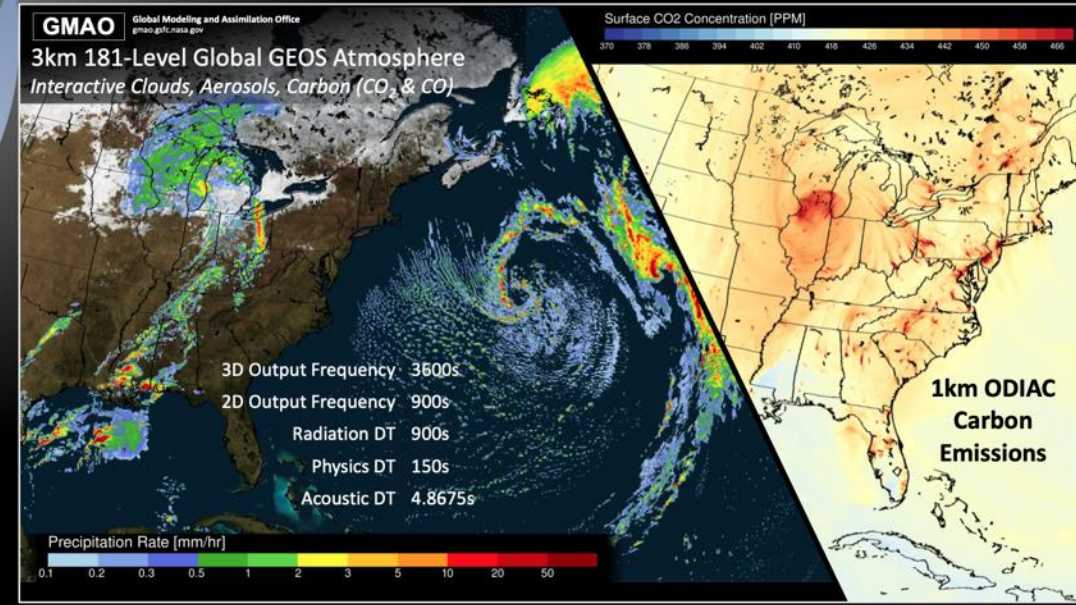 GMAO
Global Modeling and Assimilation Office
gmao.gsfc.nasa.gov
3km 181-Level Global GEOS Atmosphere
Interactive Clouds, Aerosols, Carbon (CO₂ & CO)
3D Output Frequency 3600s
2D Output Frequency 900s
Radiation DT 900s
Physics DT 150s
Acoustic DT 4.8675s
Precipitation Rate [mm/hr]
0.1 0.2 0.3 0.5 1 2 3 5 10 20 50
Surface CO2 Concentration [PPM]
370 378 386 394 402 410 418 426 434 442 450 458 466
1km ODIAC
Carbon
Emissions